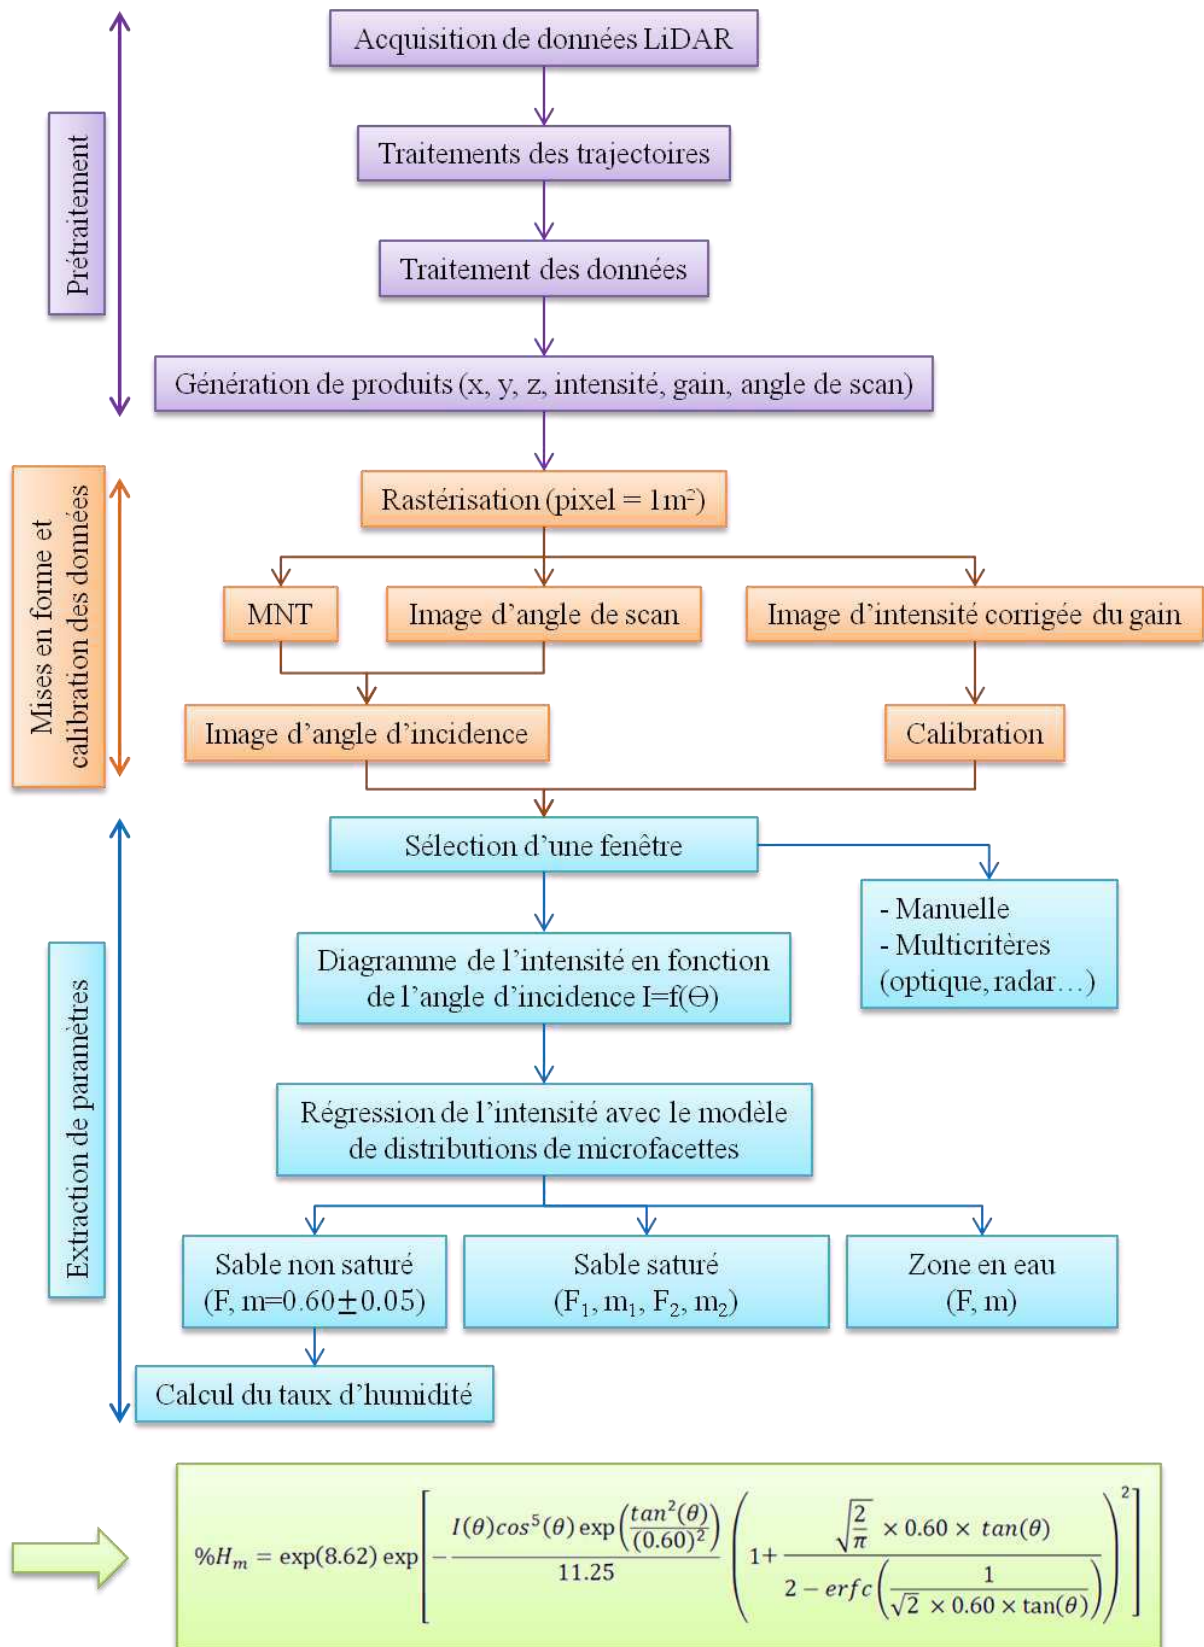 Prétraitement
Acquisition de données LiDAR
Traitements des trajectoires
Traitement des données
Génération de produits (x, y, z, intensité, gain, angle de scan)
Mises en forme et
calibration des données
Rastérisation (pixel = 1m²)
MNT
Image d’angle de scan
Image d’intensité corrigée du gain
Image d’angle d’incidence
Calibration
Extraction de paramètres
Sélection d’une fenêtre
- Manuelle
- Multicritères
(optique, radar…)
Diagramme de l’intensité en fonction
de l’angle d’incidence I=f(Θ)
Régression de l’intensité avec le modèle
de distributions de microfacettes
Sable non saturé
(F, m=0.60±0.05)
Sable saturé
(F₁, m₁, F₂, m₂)
Zone en eau
(F, m)
Calcul du taux d’humidité
%H_m = exp(8.62) exp[-(I(θ)cos⁵(θ) exp(tan²(θ)/(0.60)²))/11.25 (1+ (√(2/π) × 0.60 × tan(θ))/(2 − erfc(1/(√2 × 0.60 × tan(θ)))))²]